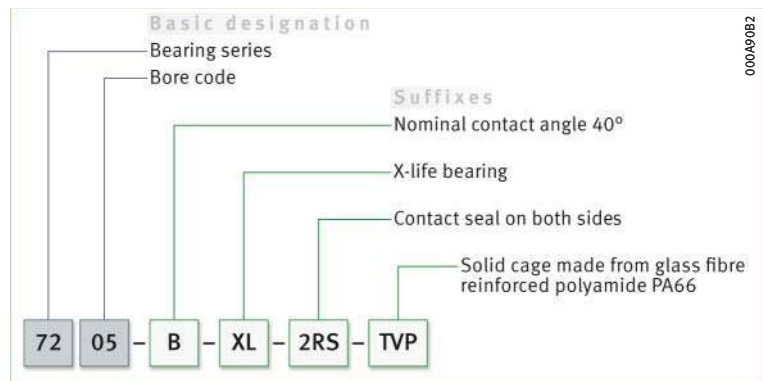 Basic designation
Bearing series
Bore code
Suffixes
Nominal contact angle 40°
X-life bearing
Contact seal on both sides
Solid cage made from glass fibre
reinforced polyamide PA66
72 05 – B – XL – 2RS – TVP
000A90B2